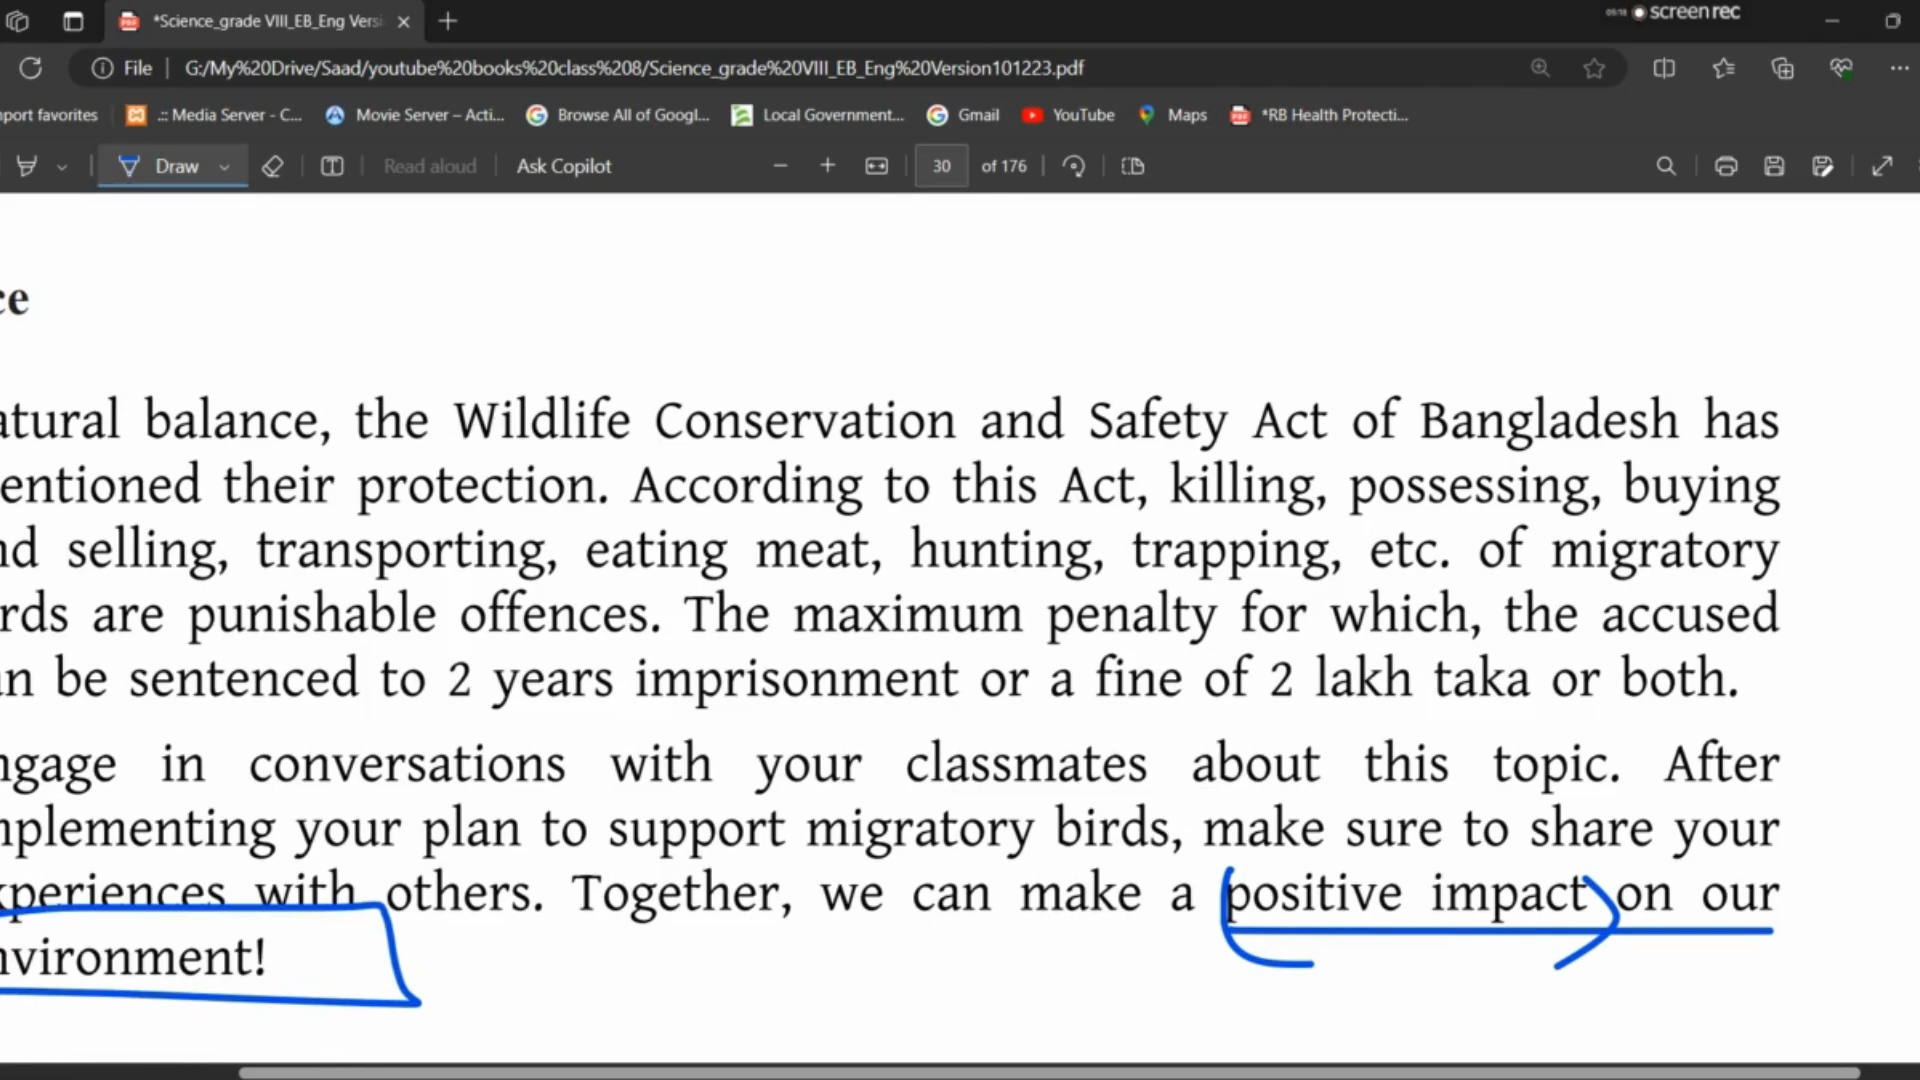 *Science_grade VIII_EB_Eng Versi
05:18 screenrec
File G:/My%20Drive/Saad/youtube%20books%20class%208/Science_grade%20VIII_EB_Eng%20Version101223.pdf
port favorites .:: Media Server - C... Movie Server – Acti... Browse All of Googl... Local Government... Gmail YouTube Maps *RB Health Protecti...
Draw Read aloud Ask Copilot 30 of 176
ce
atural balance, the Wildlife Conservation and Safety Act of Bangladesh has
entioned their protection. According to this Act, killing, possessing, buying
nd selling, transporting, eating meat, hunting, trapping, etc. of migratory
rds are punishable offences. The maximum penalty for which, the accused
an be sentenced to 2 years imprisonment or a fine of 2 lakh taka or both.
ngage in conversations with your classmates about this topic. After
mplementing your plan to support migratory birds, make sure to share your
xperiences with others. Together, we can make a positive impact on our
nvironment!